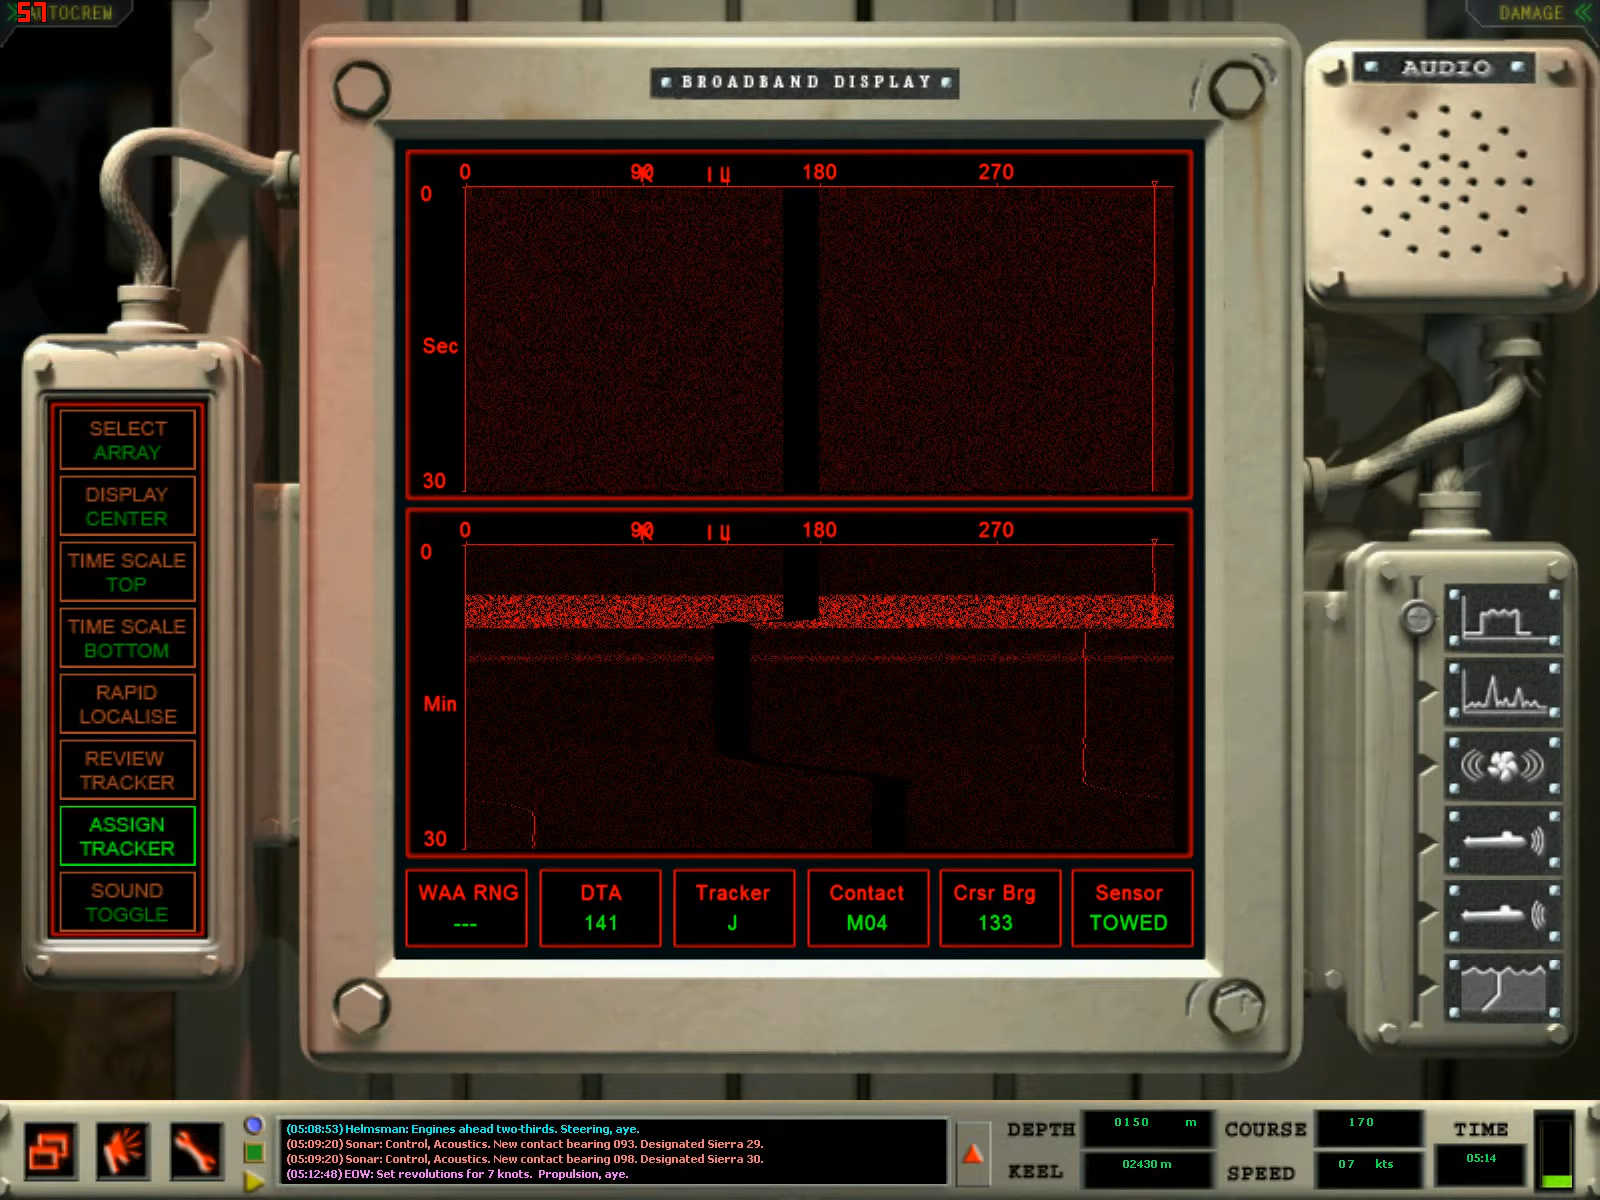 57
TOCREW
DAMAGE
BROADBAND DISPLAY
AUDIO
0 90 180 270
0
Sec
30
0 90 180 270
0
Min
30
SELECT
ARRAY
DISPLAY
CENTER
TIME SCALE
TOP
TIME SCALE
BOTTOM
RAPID
LOCALISE
REVIEW
TRACKER
ASSIGN
TRACKER
SOUND
TOGGLE
WAA RNG
---
DTA
141
Tracker
J
Contact
M04
Crsr Brg
133
Sensor
TOWED
(05:08:53) Helmsman: Engines ahead two-thirds. Steering, aye.
(05:09:20) Sonar: Control, Acoustics. New contact bearing 093. Designated Sierra 29.
(05:09:20) Sonar: Control, Acoustics. New contact bearing 098. Designated Sierra 30.
(05:12:48) EOW: Set revolutions for 7 knots. Propulsion, aye.
DEPTH 0150 m
KEEL 02430 m
COURSE 170
SPEED 07 kts
TIME
05:14